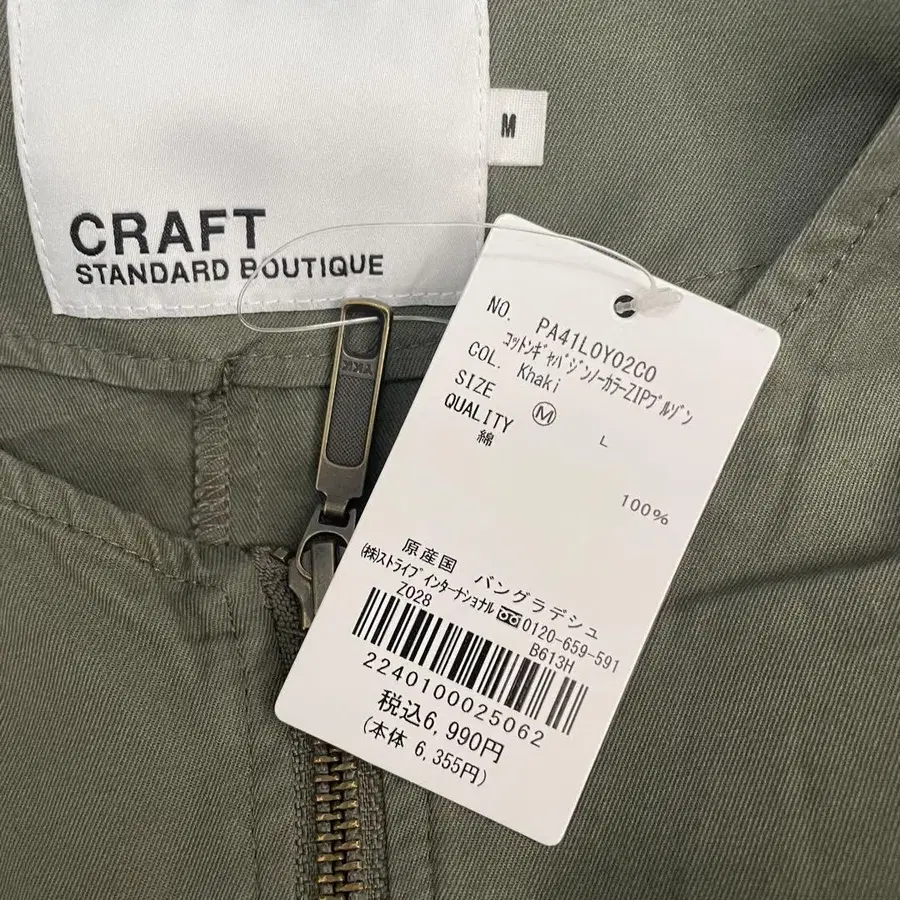 CRAFT
STANDARD BOUTIQUE
M
YKK
NO. PA41L0Y02C0
コットンギャバジンノーカラーZIPブルゾン
COL. Khaki
SIZE Ⓜ L
QUALITY
綿 100%
原産国 バングラデシュ
(株)ストライプインターナショナル 0120-659-591
Z028 B613H
2240100025062
税込6,990円
(本体 6,355円)